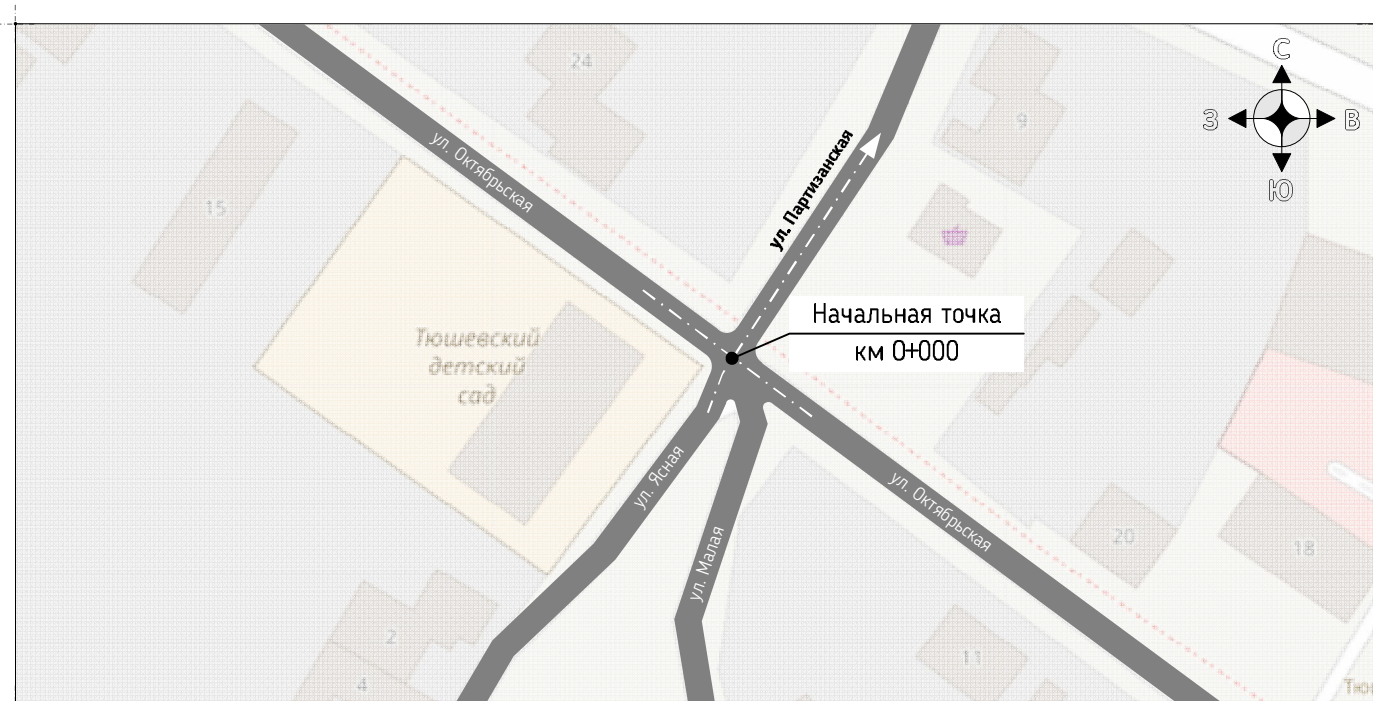 С
З
В
Ю
24
9
15
ул. Октябрьская
ул. Партизанская
Начальная точка
км 0+000
Тюшевский
детский
сад
ул. Ясная
ул. Малая
ул. Октябрьская
20
18
2
11
4